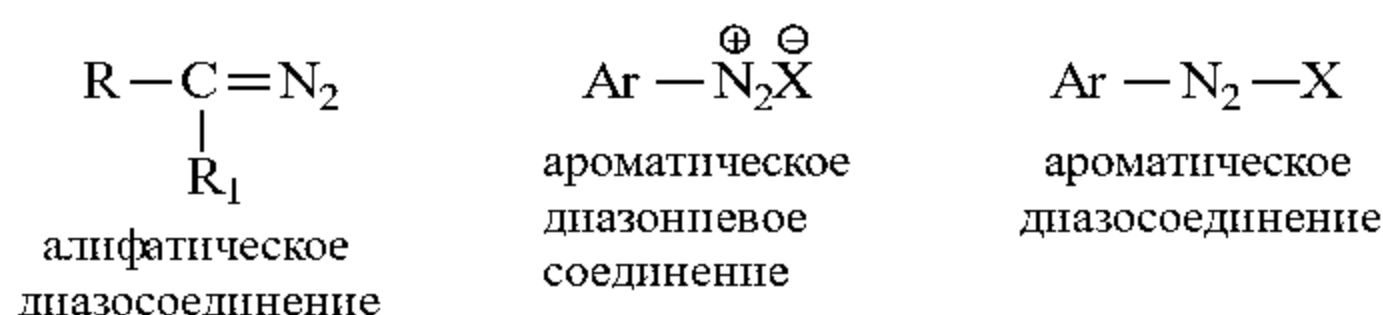 R — C = N₂
R₁
алифатическое
диазосоединение
Ar — N₂X
⊕ ⊖
ароматическое
диазониевое
соединение
Ar — N₂ — X
ароматическое
диазосоединение